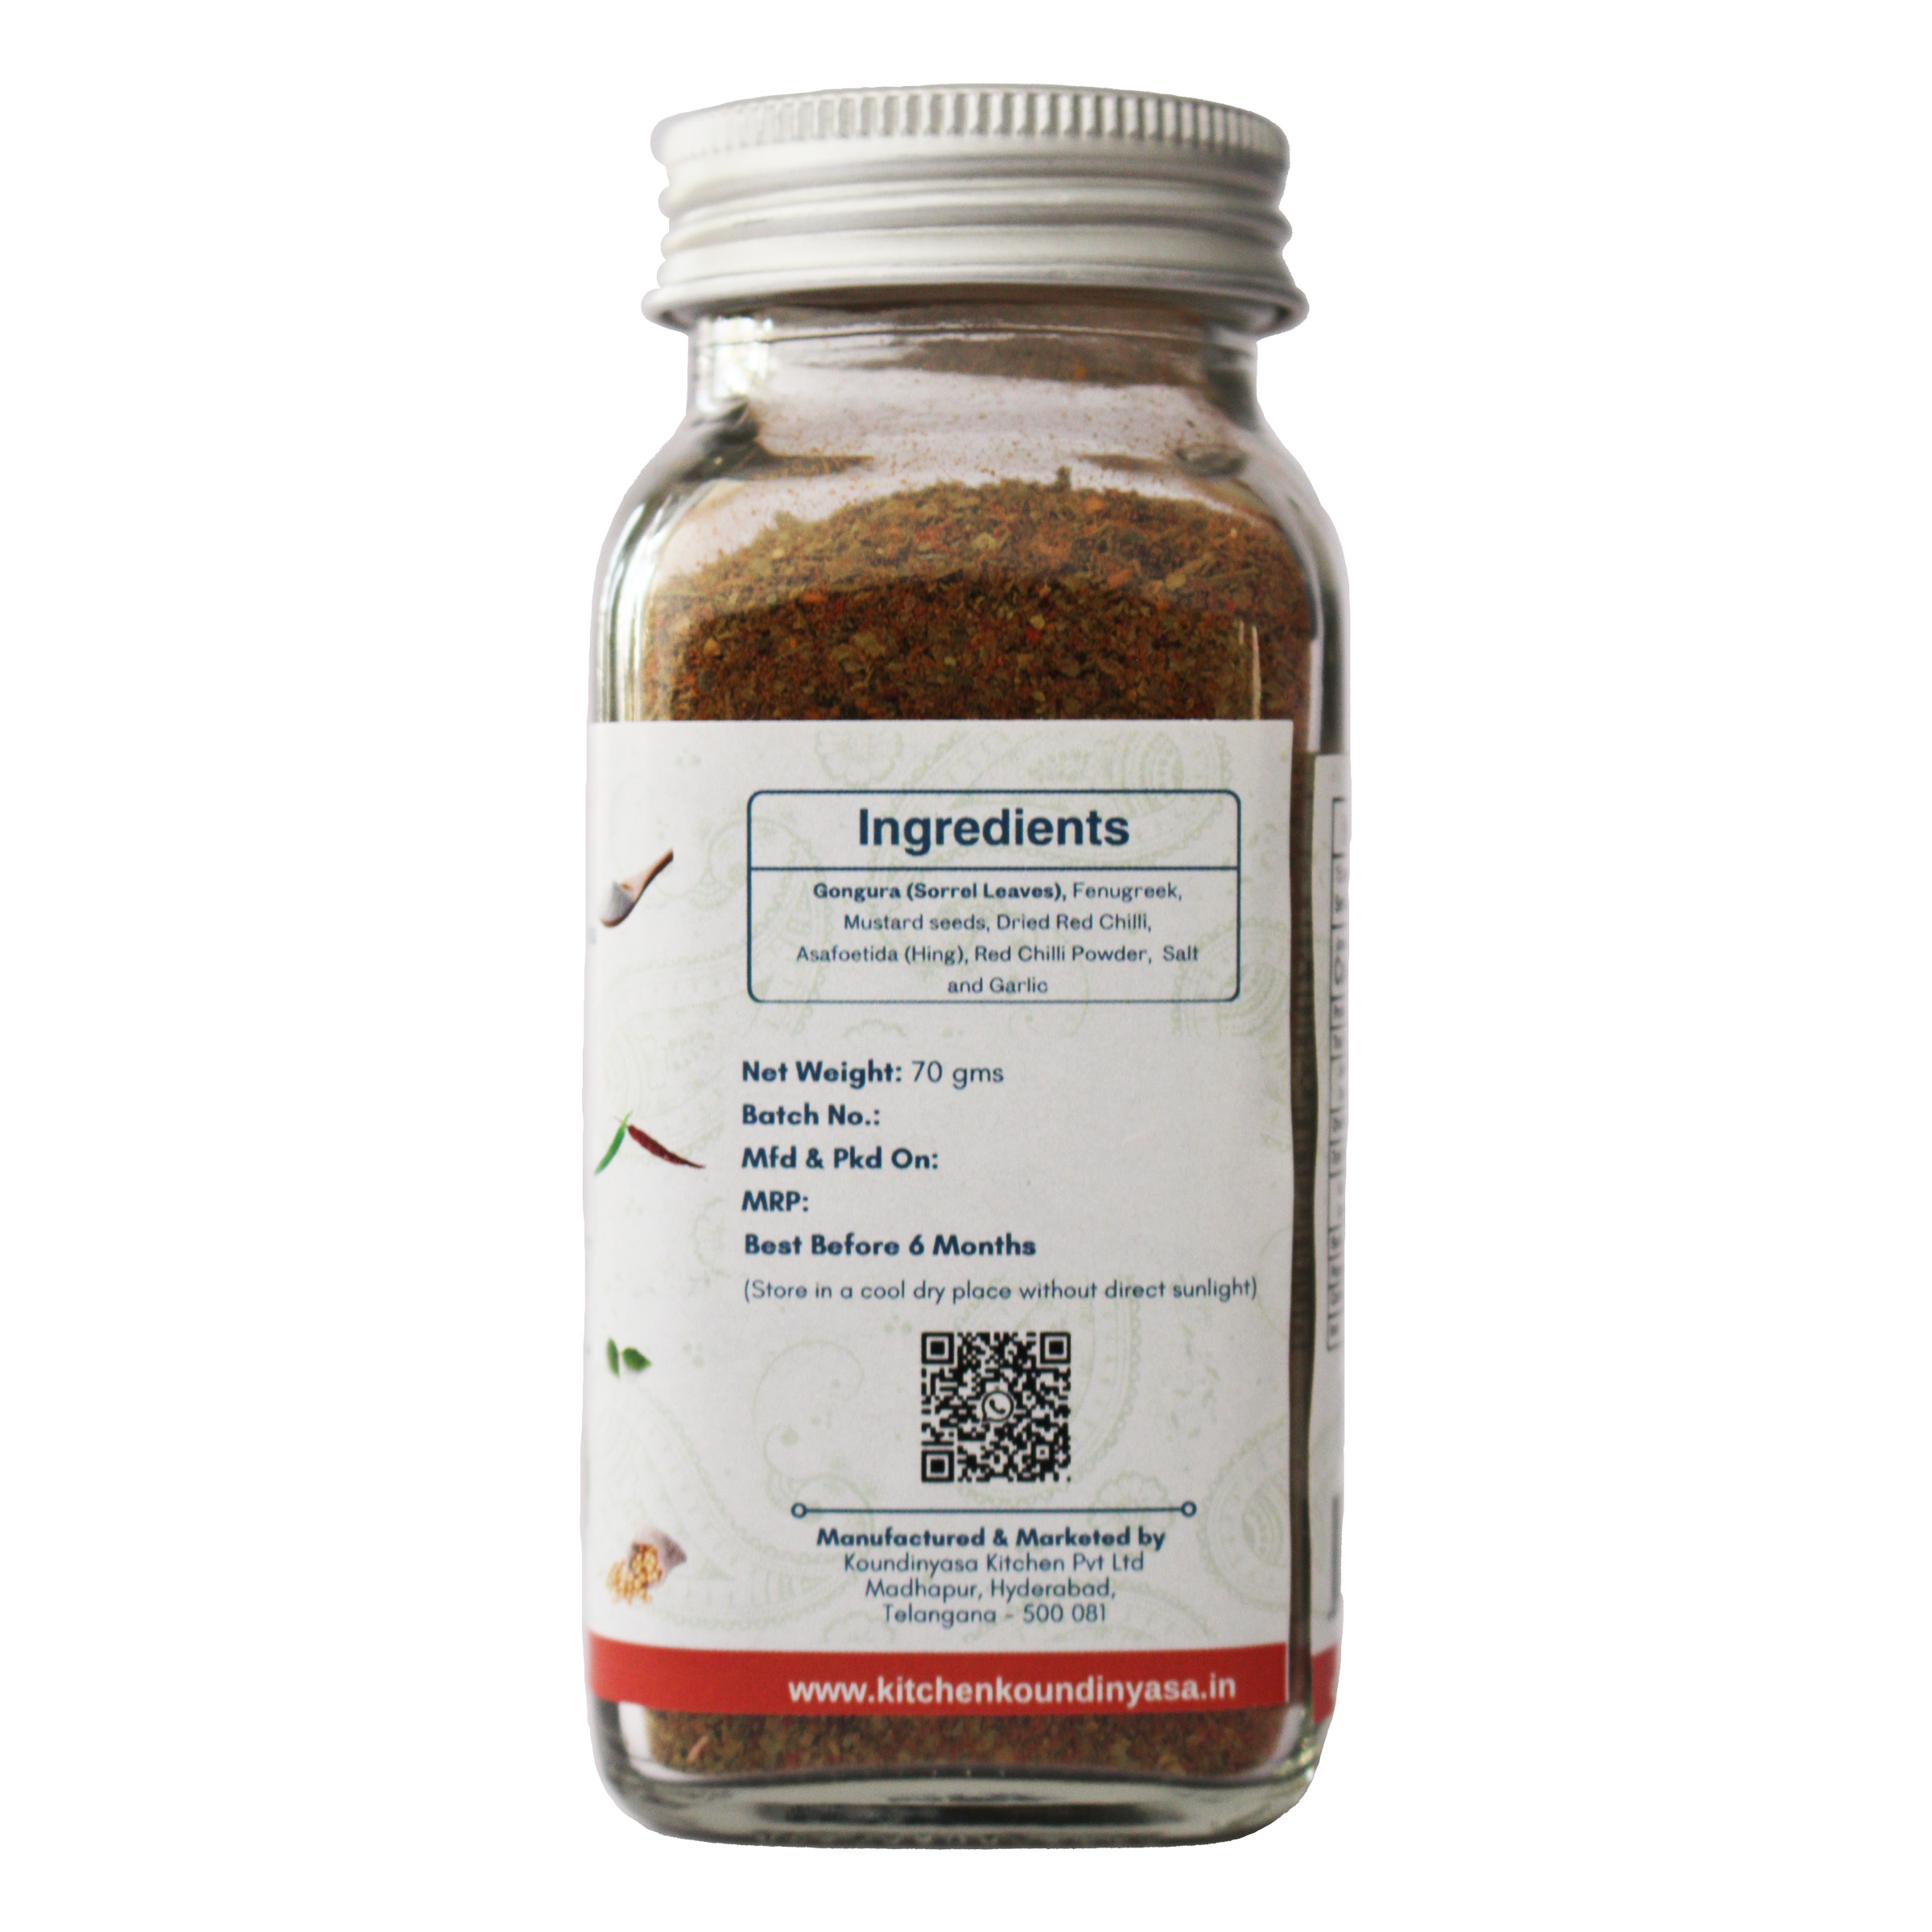 Ingredients
Gongura (Sorrel Leaves), Fenugreek,
Mustard seeds, Dried Red Chilli,
Asafoetida (Hing), Red Chilli Powder, Salt
and Garlic
Net Weight: 70 gms
Batch No.:
Mfd & Pkd On:
MRP:
Best Before 6 Months
(Store in a cool dry place without direct sunlight)
Manufactured & Marketed by
Koundinyasa Kitchen Pvt Ltd
Madhapur, Hyderabad,
Telangana - 500 081
www.kitchenkoundinyasa.in